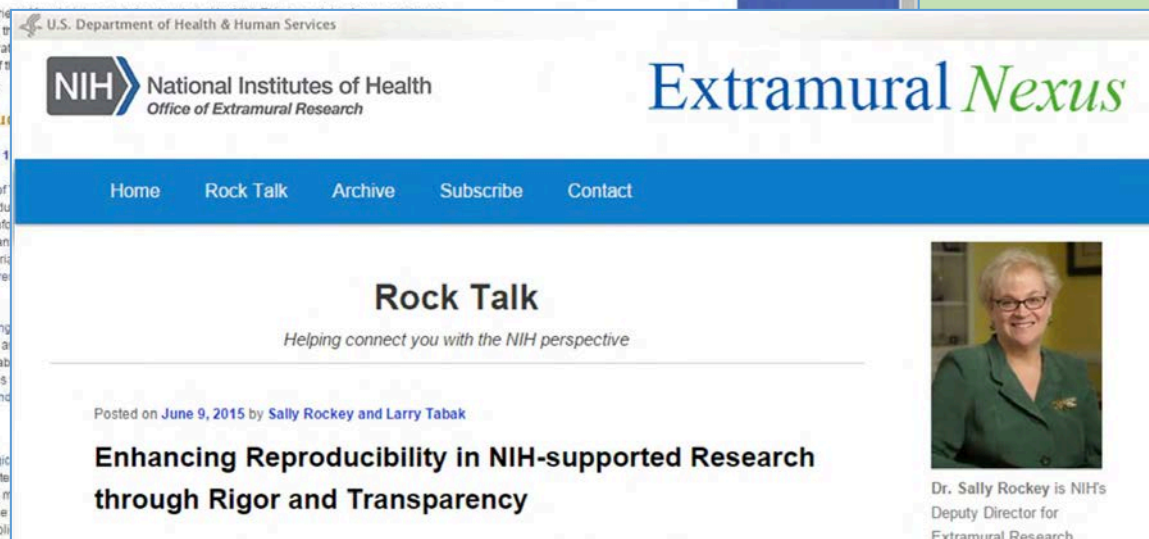 U.S. Department of Health & Human Services
NIH
National Institutes of Health
Office of Extramural Research
Extramural Nexus
Home Rock Talk Archive Subscribe Contact
Rock Talk
Helping connect you with the NIH perspective
Posted on June 9, 2015 by Sally Rockey and Larry Tabak
Enhancing Reproducibility in NIH-supported Research
through Rigor and Transparency
Dr. Sally Rockey is NIH's
Deputy Director for
Extramural Research